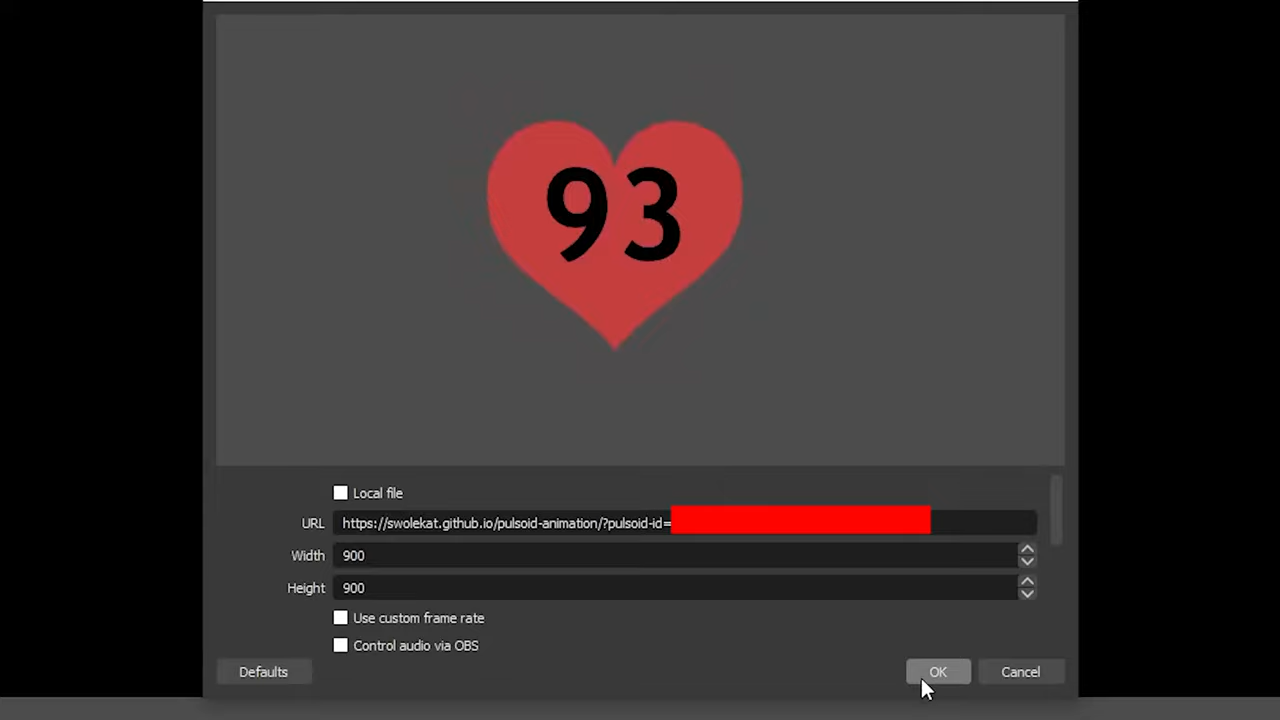 93
Local file
URL https://swolekat.github.io/pulsoid-animation/?pulsoid-id=
Width 900
Height 900
Use custom frame rate
Control audio via OBS
Defaults OK Cancel